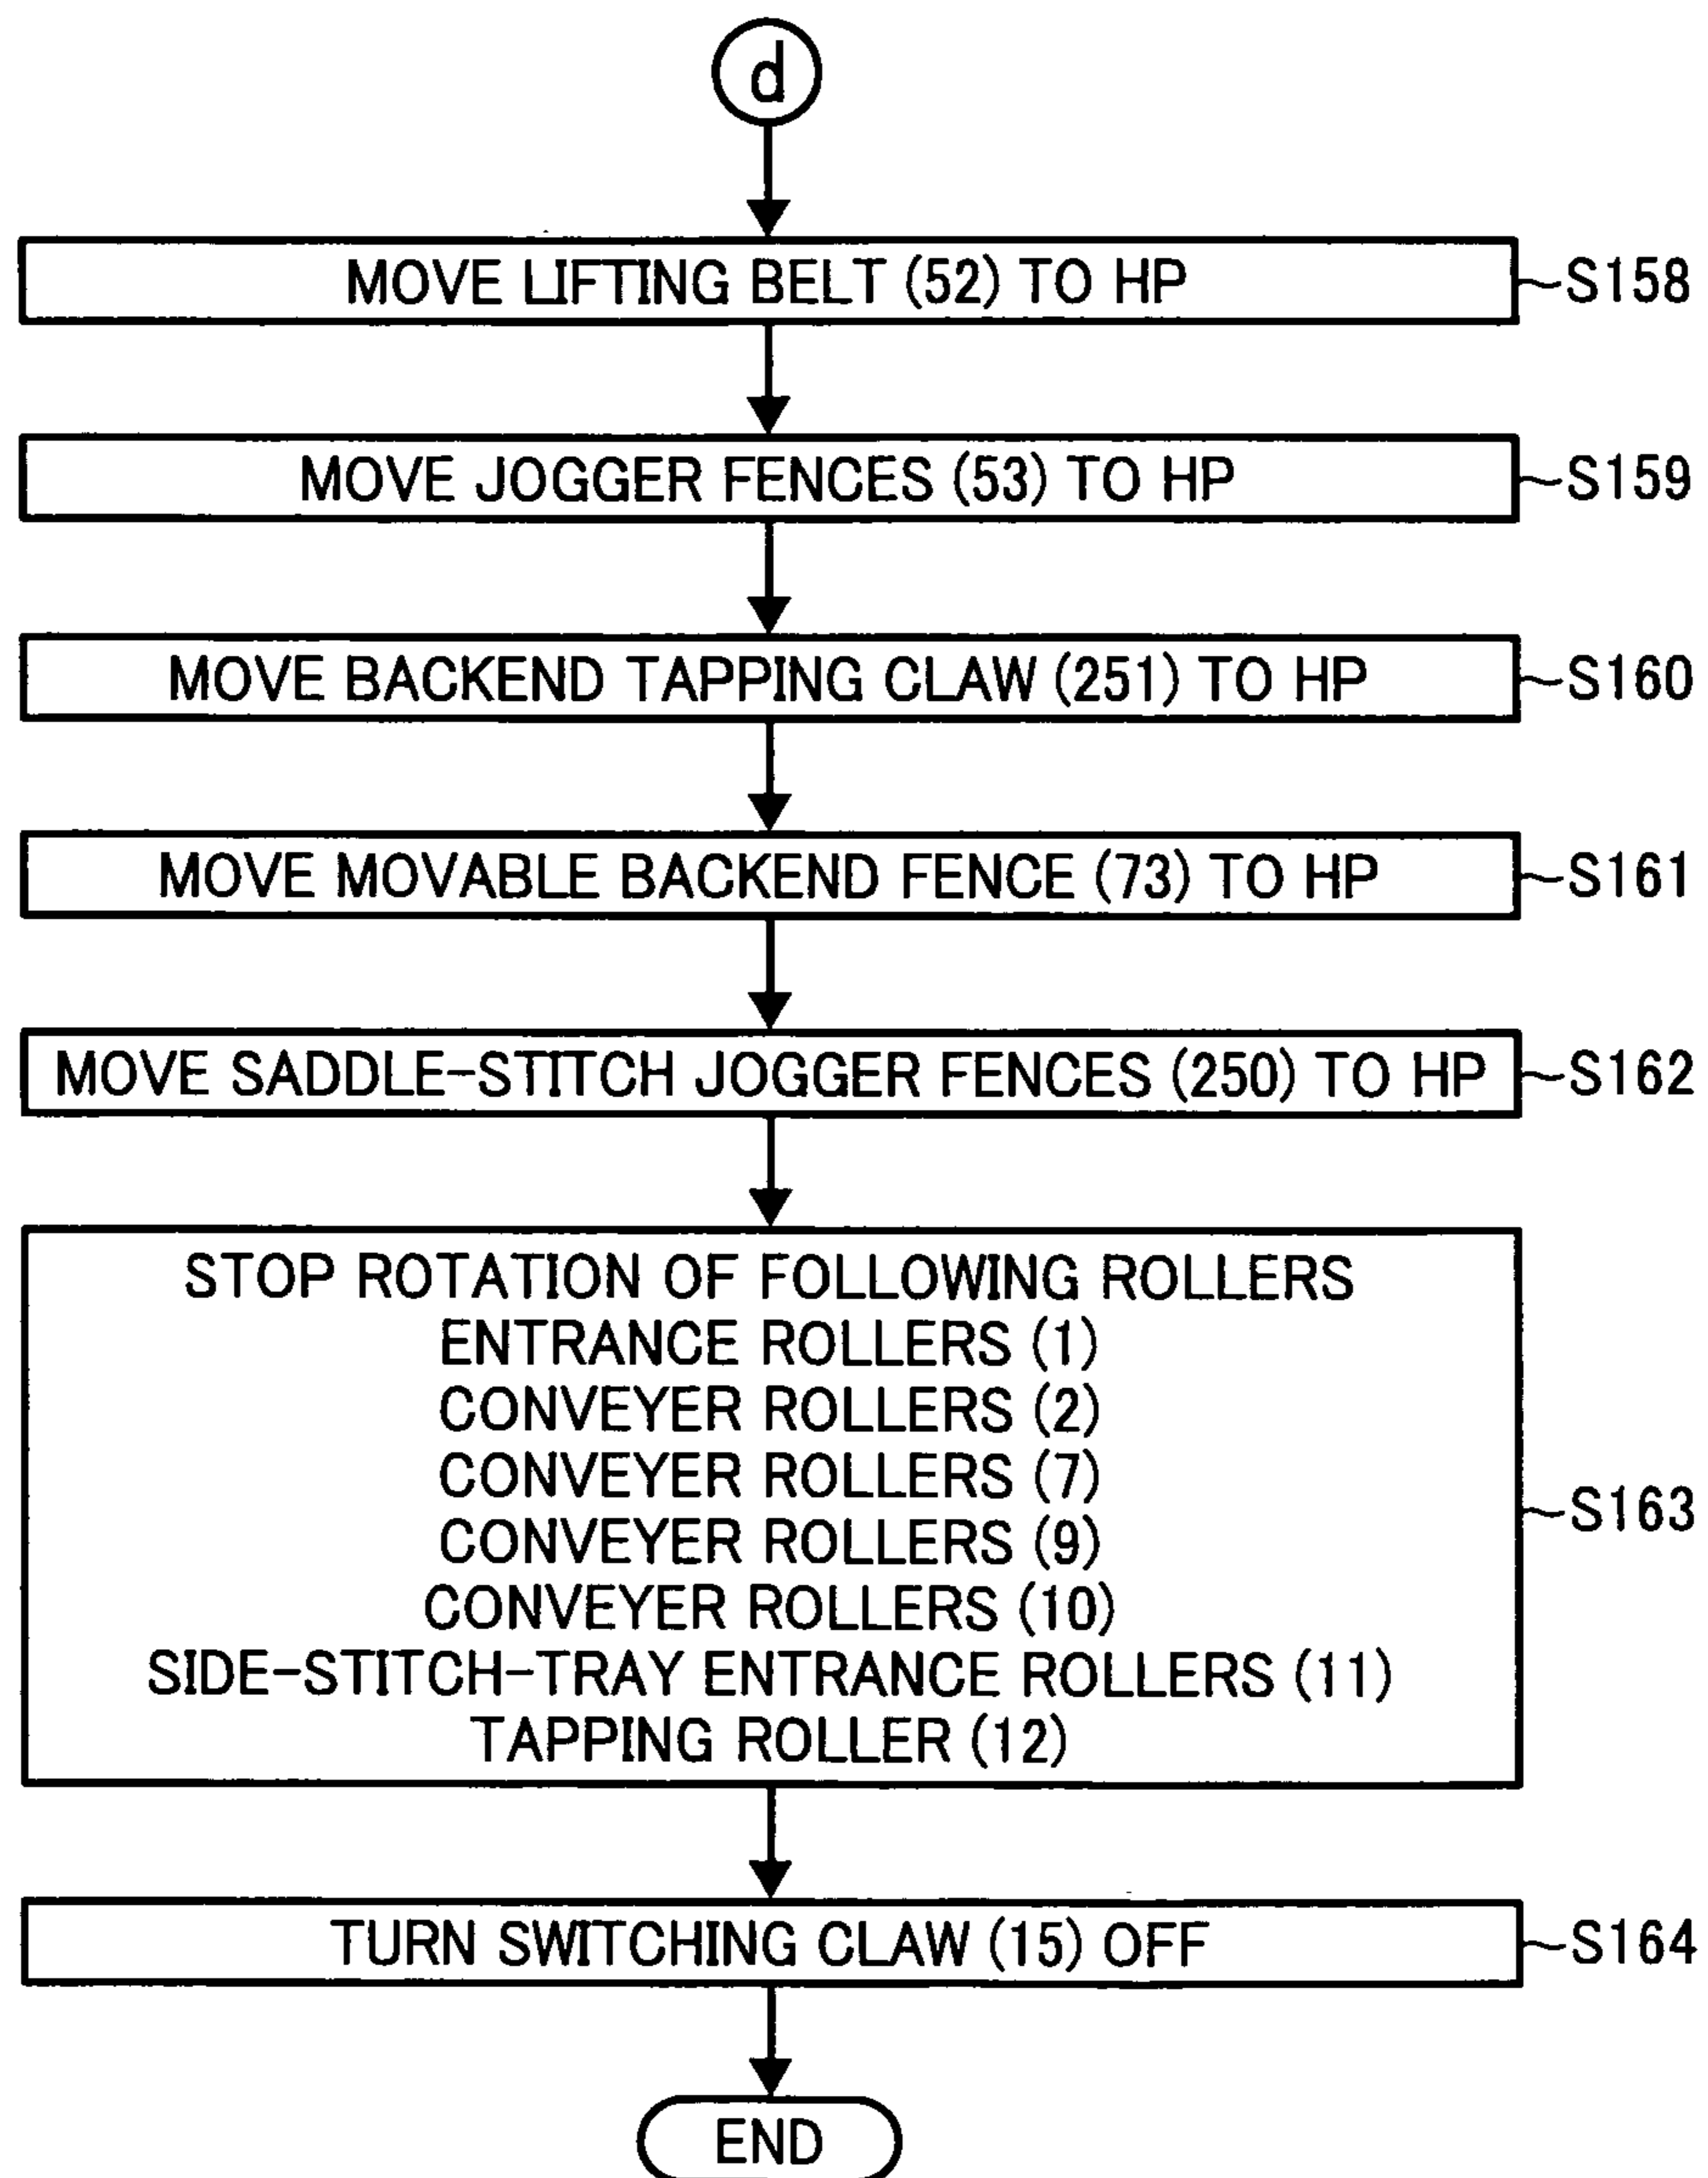 d
MOVE LIFTING BELT (52) TO HP
S158
MOVE JOGGER FENCES (53) TO HP
S159
MOVE BACKEND TAPPING CLAW (251) TO HP
S160
MOVE MOVABLE BACKEND FENCE (73) TO HP
S161
MOVE SADDLE-STITCH JOGGER FENCES (250) TO HP
S162
STOP ROTATION OF FOLLOWING ROLLERS
ENTRANCE ROLLERS (1)
CONVEYER ROLLERS (2)
CONVEYER ROLLERS (7)
CONVEYER ROLLERS (9)
CONVEYER ROLLERS (10)
SIDE-STITCH-TRAY ENTRANCE ROLLERS (11)
TAPPING ROLLER (12)
S163
TURN SWITCHING CLAW (15) OFF
S164
END